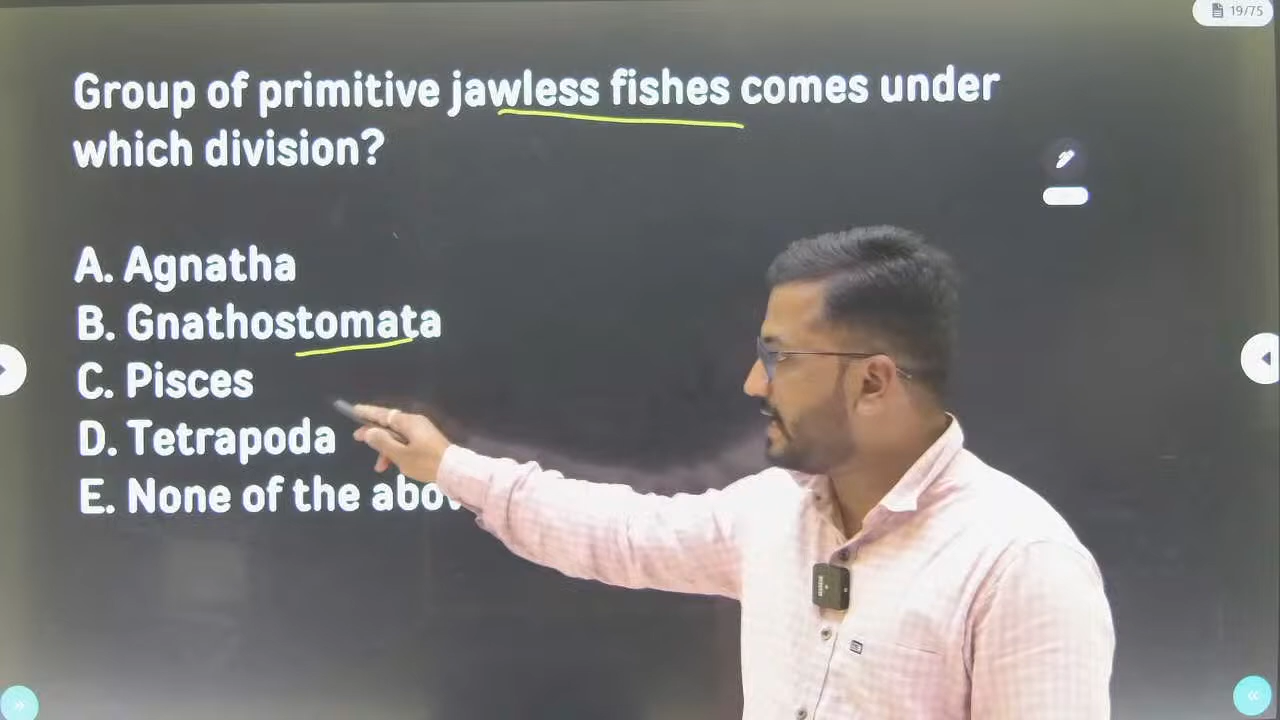 19/75
Group of primitive jawless fishes comes under
which division?
A. Agnatha
B. Gnathostomata
C. Pisces
D. Tetrapoda
E. None of the